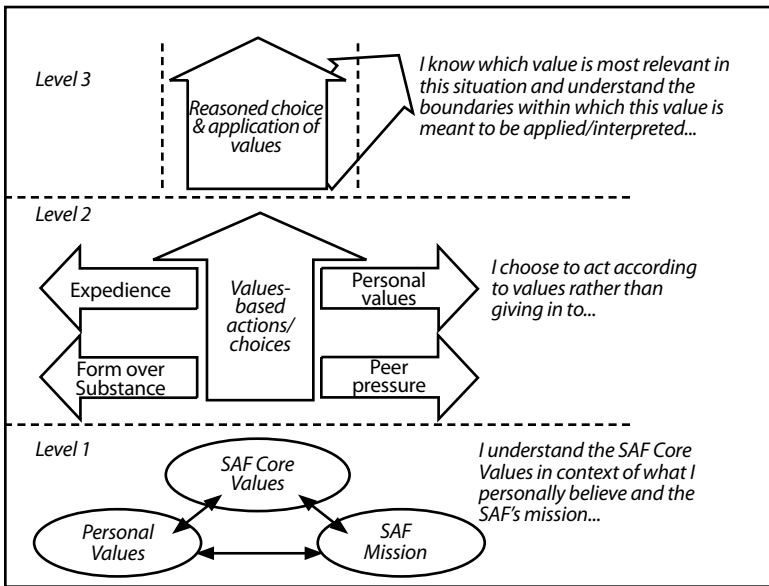 Level 3
Reasoned choice
& application of
values
I know which value is most relevant in
this situation and understand the
boundaries within which this value is
meant to be applied/interpreted...
Level 2
Expedience
Form over
Substance
Values-
based
actions/
choices
Personal
values
Peer
pressure
I choose to act according
to values rather than
giving in to...
Level 1
SAF Core
Values
Personal
Values
SAF
Mission
I understand the SAF Core
Values in context of what I
personally believe and the
SAF's mission...